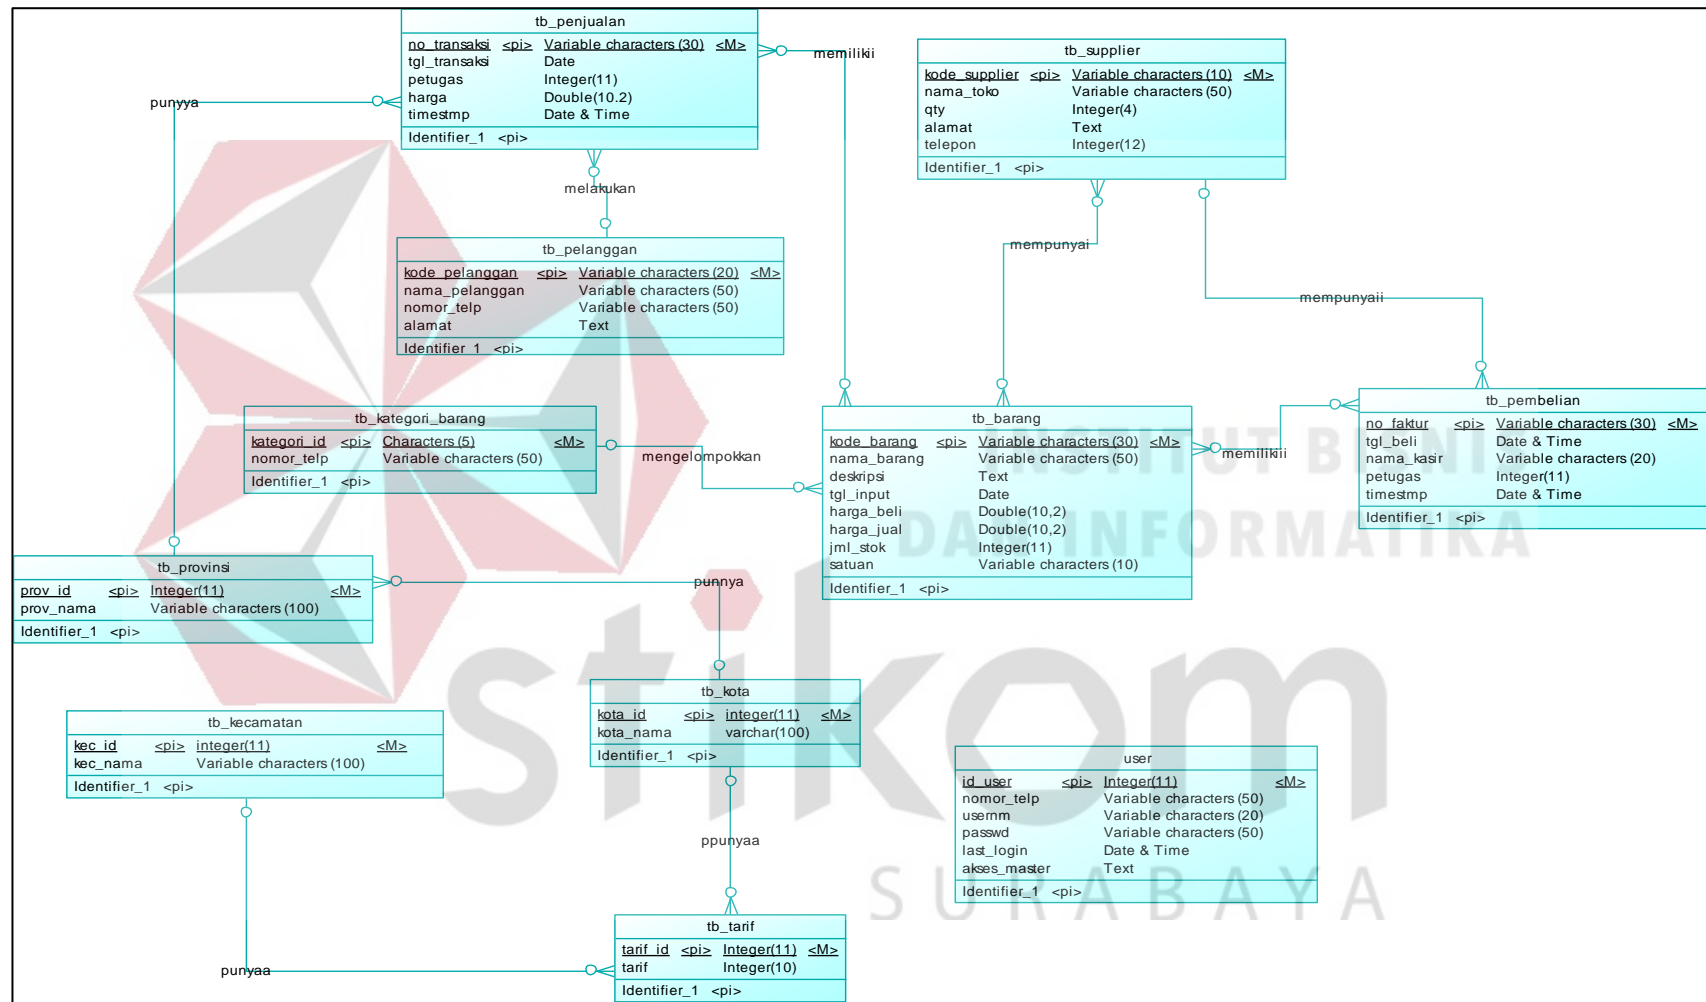 tb_penjualan
no_transaksi <pi> Variable characters (30) <M>
tgl_transaksi Date
petugas Integer(11)
harga Double(10.2)
timestmp Date & Time
Identifier_1 <pi>
memilikii
tb_supplier
kode_supplier <pi> Variable characters (10) <M>
nama_toko Variable characters (50)
qty Integer(4)
alamat Text
telepon Integer(12)
Identifier_1 <pi>
punyya
melakukan
tb_pelanggan
kode_pelanggan <pi> Variable characters (20) <M>
nama_pelanggan Variable characters (50)
nomor_telp Variable characters (50)
alamat Text
Identifier_1 <pi>
mempunyai
mempunyaii
tb_kategori_barang
kategori_id <pi> Characters (5) <M>
nomor_telp Variable characters (50)
Identifier_1 <pi>
mengelompokkan
tb_barang
kode_barang <pi> Variable characters (30) <M>
nama_barang Variable characters (50)
deskripsi Text
tgl_input Date
harga_beli Double(10,2)
harga_jual Double(10,2)
jml_stok Integer(11)
satuan Variable characters (10)
Identifier_1 <pi>
memilikiii
tb_pembelian
no_faktur <pi> Variable characters (30) <M>
tgl_beli Date & Time
nama_kasir Variable characters (20)
petugas Integer(11)
timestmp Date & Time
Identifier_1 <pi>
INSTITUT BISNIS
DAN INFORMATIKA
tb_provinsi
prov_id <pi> Integer(11) <M>
prov_nama Variable characters (100)
Identifier_1 <pi>
punnya
stikom
SURABAYA
tb_kota
kota_id <pi> integer(11) <M>
kota_nama varchar(100)
Identifier_1 <pi>
tb_kecamatan
kec_id <pi> integer(11) <M>
kec_nama Variable characters (100)
Identifier_1 <pi>
user
id_user <pi> Integer(11) <M>
nomor_telp Variable characters (50)
usernm Variable characters (20)
passwd Variable characters (50)
last_login Date & Time
akses_master Text
Identifier_1 <pi>
ppunyaa
punyaa
tb_tarif
tarif_id <pi> Integer(11) <M>
tarif Integer(10)
Identifier_1 <pi>